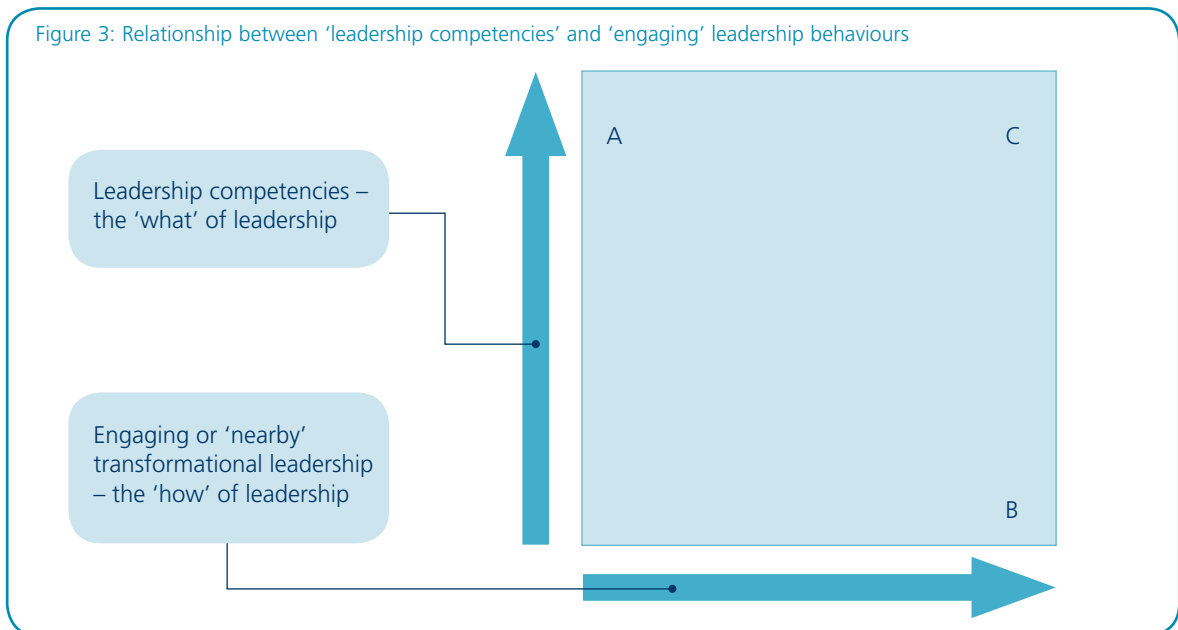 Figure 3: Relationship between ‘leadership competencies’ and ‘engaging’ leadership behaviours
A
C
Leadership competencies –
the ‘what’ of leadership
Engaging or ‘nearby’
transformational leadership
– the ‘how’ of leadership
B